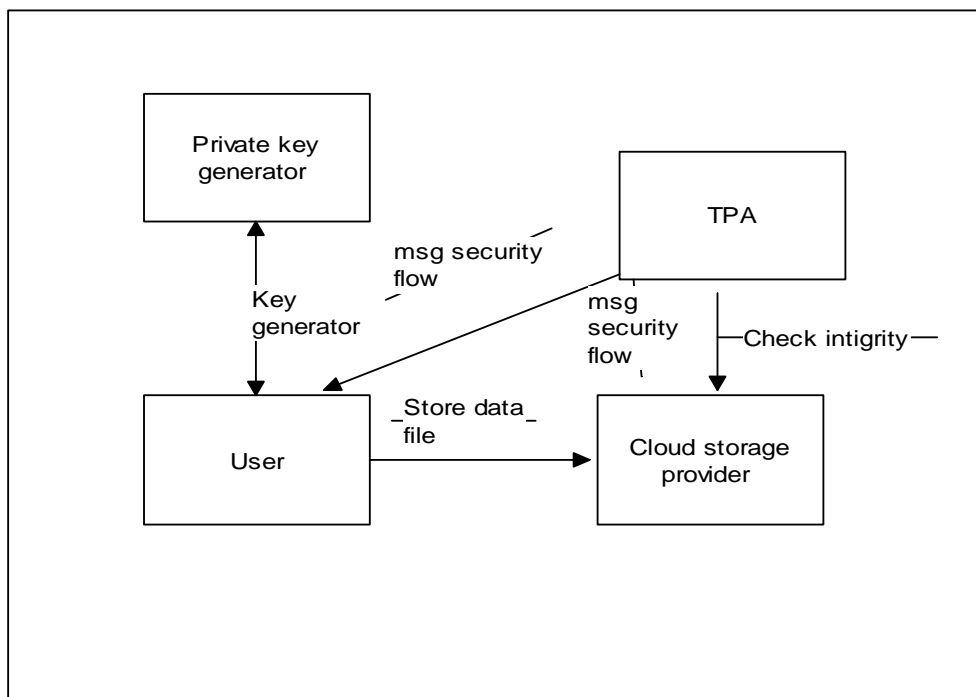 Private key
generator
TPA
msg security
flow
Key
generator
msg
security
flow
Check intigrity
Store data
file
User
Cloud storage
provider